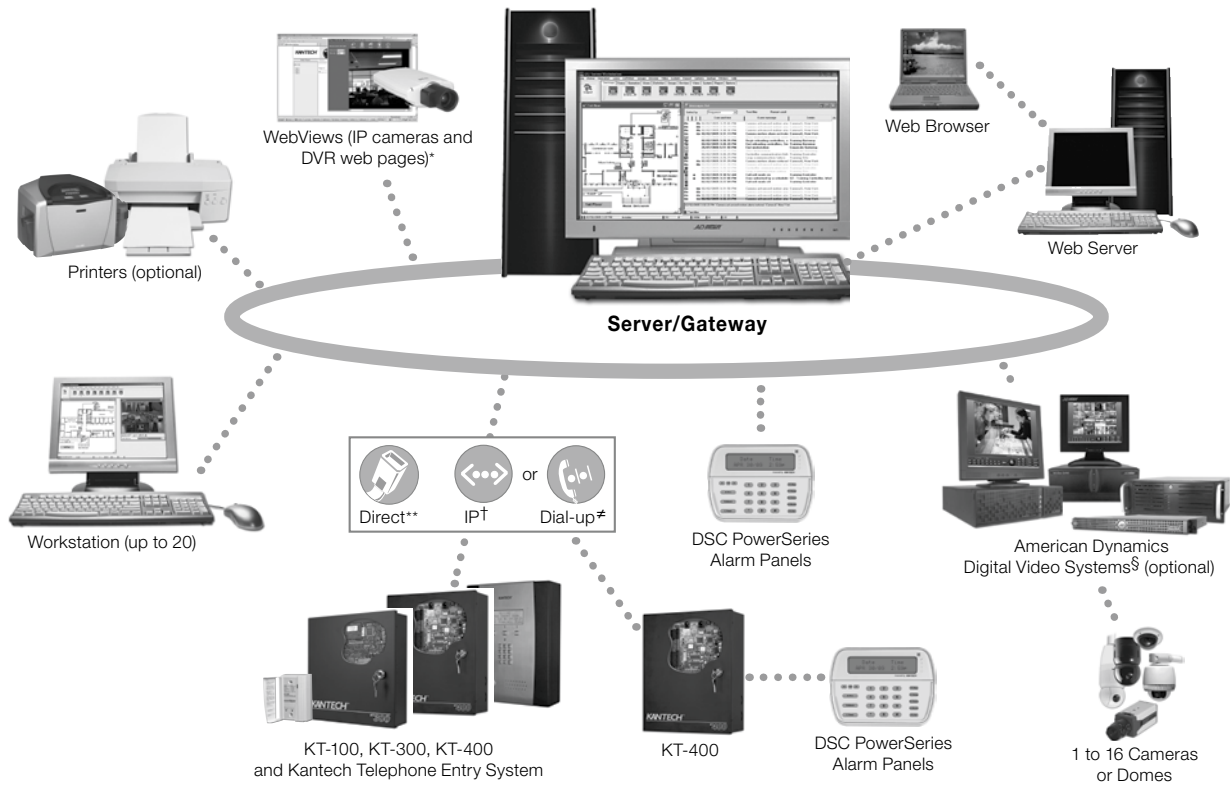 KANTECH
WebViews (IP cameras and
DVR web pages)*
Web Browser
Web Server
Printers (optional)
Server/Gateway
Workstation (up to 20)
Direct**
IP†
or
Dial-up≠
DSC PowerSeries
Alarm Panels
American Dynamics
Digital Video Systems§ (optional)
KANTECH
KANTECH
KT-100, KT-300, KT-400
and Kantech Telephone Entry System
KANTECH
KT-400
DSC PowerSeries
Alarm Panels
1 to 16 Cameras
or Domes